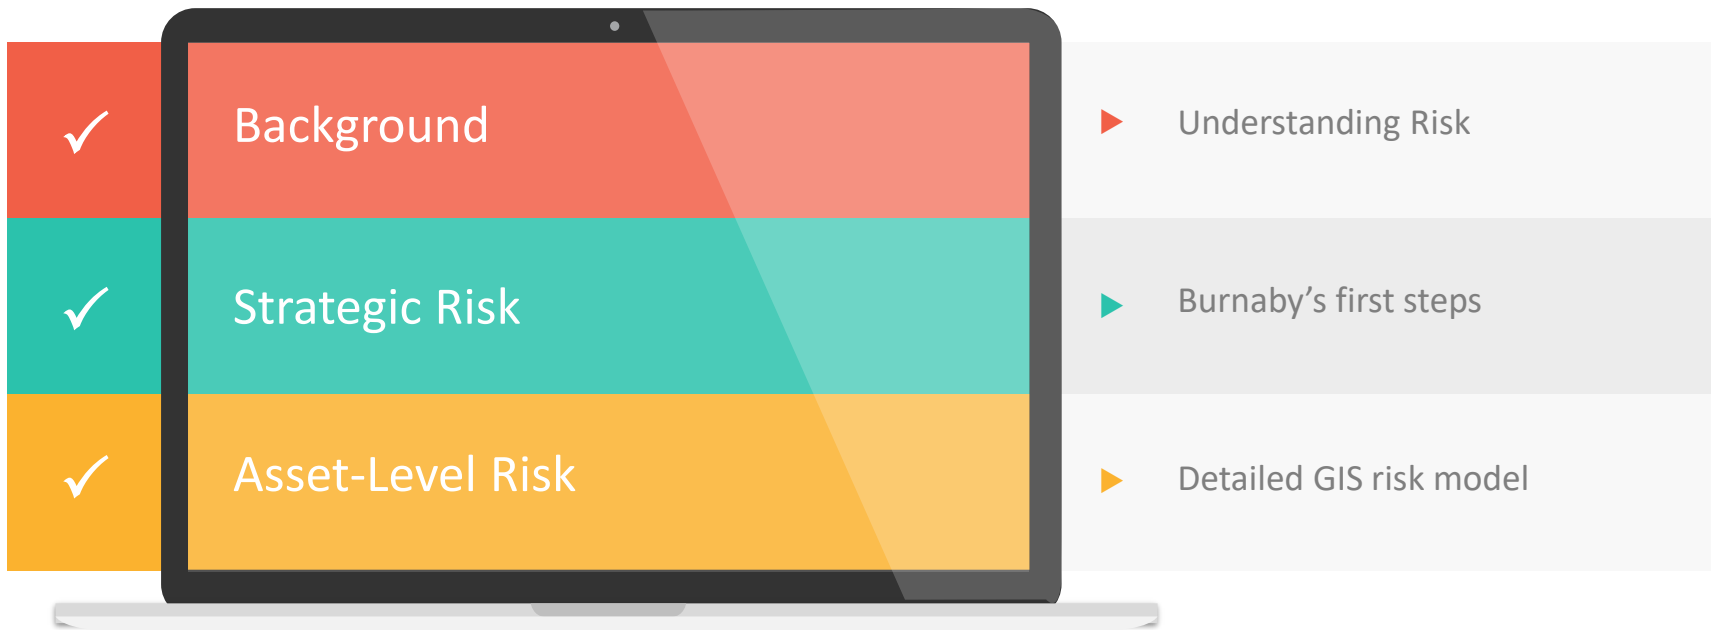 Background
Understanding Risk
Strategic Risk
Burnaby’s first steps
Asset-Level Risk
Detailed GIS risk model